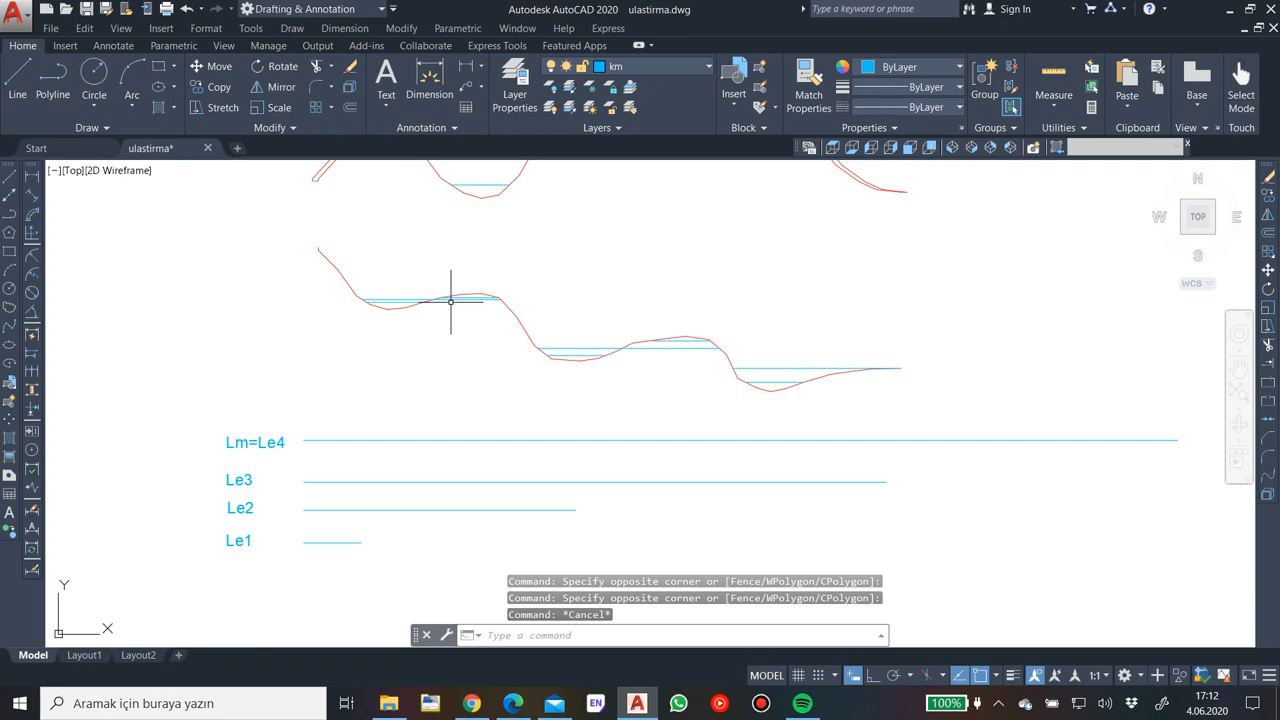 Drafting & Annotation
Autodesk AutoCAD 2020 ulastirma.dwg
Type a keyword or phrase
Sign In
File Edit View Insert Format Tools Draw Dimension Modify Parametric Window Help Express
Home Insert Annotate Parametric View Manage Output Add-ins Collaborate Express Tools Featured Apps
Line Polyline Circle Arc
Move Rotate
Copy Mirror
Stretch Scale
Text Dimension
Layer Properties
km
Insert
Match Properties
ByLayer
ByLayer
ByLayer
Group
Measure
Paste
Base
Select Mode
Draw Modify Annotation Layers Block Properties Groups Utilities Clipboard View Touch
Start ulastirma*
[−][Top][2D Wireframe]
N
W TOP E
S
WCS
Lm=Le4
Le3
Le2
Le1
Y
X
Command: Specify opposite corner or [Fence/WPolygon/CPolygon]:
Command: Specify opposite corner or [Fence/WPolygon/CPolygon]:
Command: *Cancel*
Type a command
Model Layout1 Layout2
MODEL
1:1
Aramak için buraya yazın
EN
100%
17:12
4.06.2020